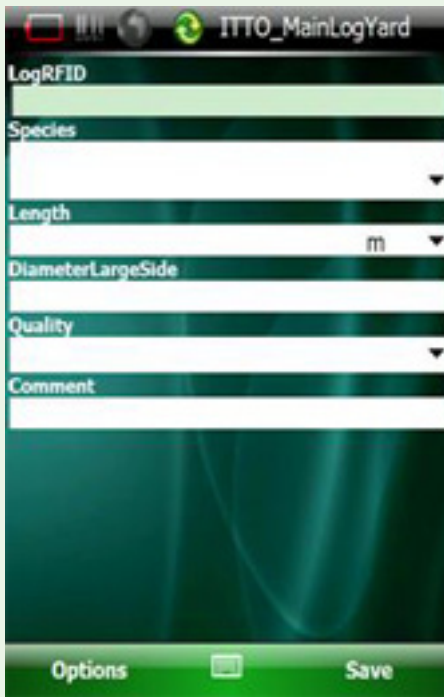 ITTO_MainLogYard
LogRFID
Species
Length
m
DiameterLargeSide
Quality
Comment
Options
Save